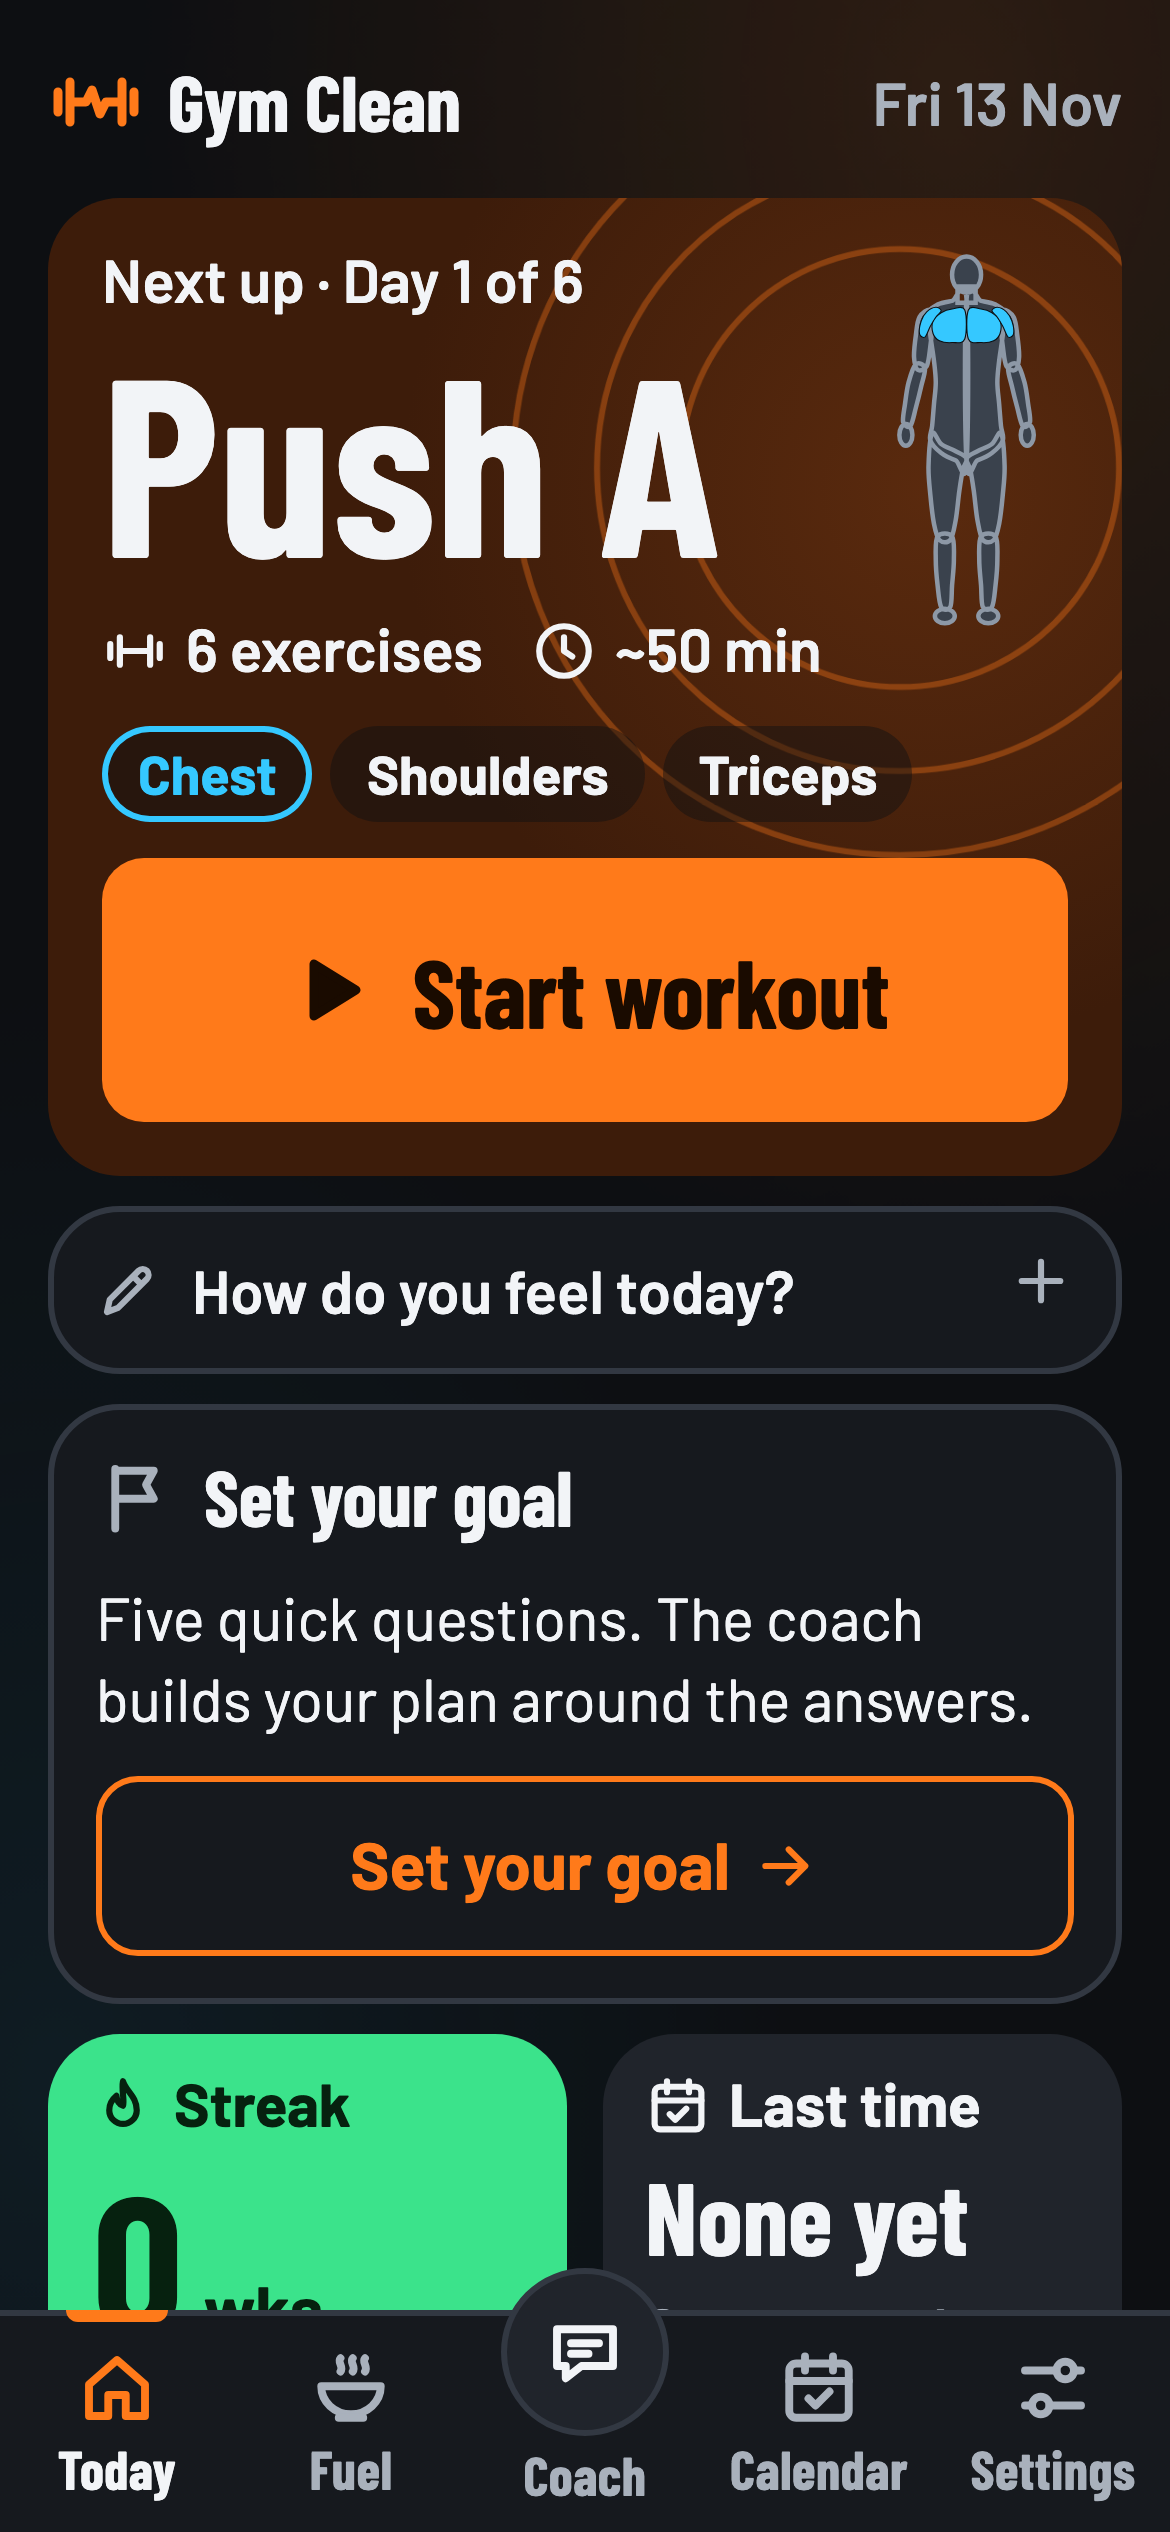 Gym Clean
Fri 13 Nov
Next up · Day 1 of 6
Push A
6 exercises
~50 min
Chest
Shoulders
Triceps
Start workout
How do you feel today?
Set your goal
Five quick questions. The coach
builds your plan around the answers.
Set your goal →
Streak
0 wks
Last time
None yet
Today
Fuel
Coach
Calendar
Settings